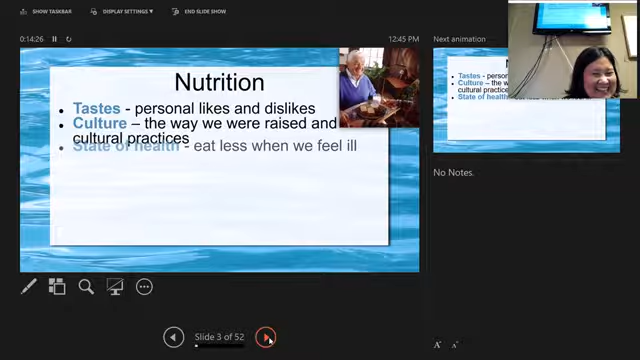 SHOW TASKBAR
DISPLAY SETTINGS ▼
END SLIDE SHOW
0:14:26
12:45 PM
Nutrition
• Tastes - personal likes and dislikes
• Culture – the way we were raised and
cultural practices
• State of health - eat less when we feel ill
Slide 3 of 52
Next animation
N
• Tastes - person
• Culture – the w
cultural practices
• State of health
No Notes.
A A